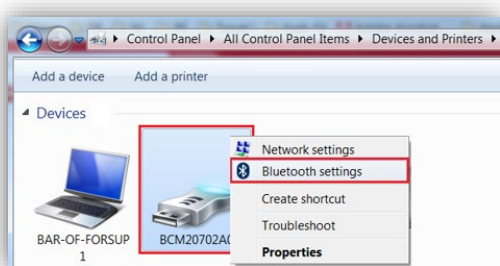 Control Panel ▸ All Control Panel Items ▸ Devices and Printers ▸
Add a device Add a printer
Devices
BAR-OF-FORSUP
1
BCM20702A0
Network settings
Bluetooth settings
Create shortcut
Troubleshoot
Properties